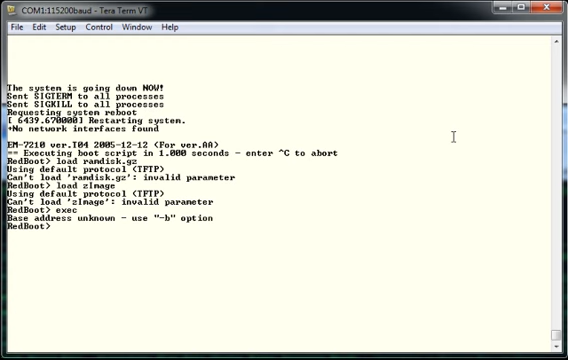 COM1:115200baud - Tera Term VT
File Edit Setup Control Window Help
The system is going down NOW!
Sent SIGTERM to all processes
Sent SIGKILL to all processes
Requesting system reboot
[ 6439.670000] Restarting system.
+No network interfaces found
EM-7210 ver.T04 2005-12-12 (For ver.AA)
== Executing boot script in 1.000 seconds - enter ^C to abort
RedBoot> load ramdisk.gz
Using default protocol (TFTP)
Can't load 'ramdisk.gz': invalid parameter
RedBoot> load zImage
Using default protocol (TFTP)
Can't load 'zImage': invalid parameter
RedBoot> exec
Base address unknown - use "-b" option
RedBoot>